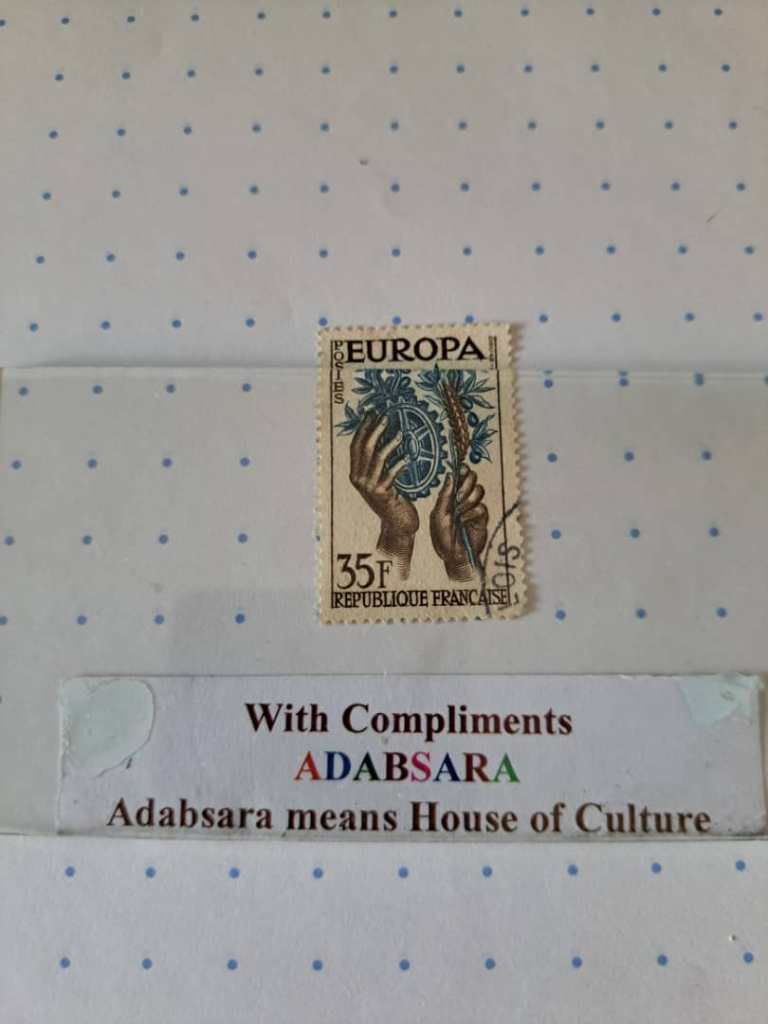 POSTES
EUROPA
35F
REPUBLIQUE FRANÇAISE
With Compliments
ADABSARA
Adabsara means House of Culture